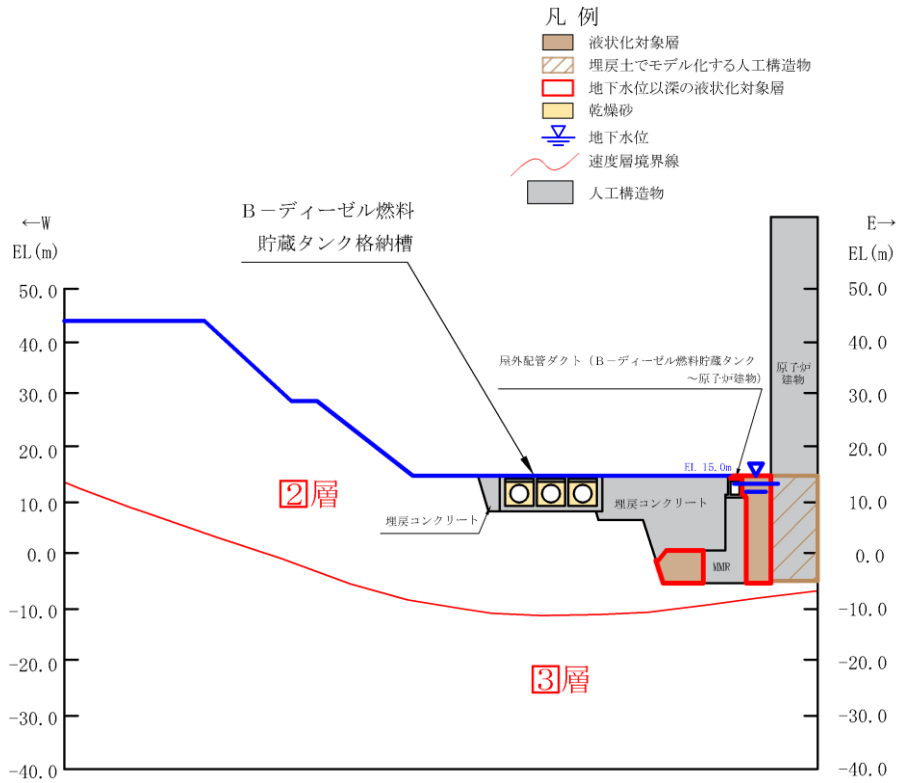 凡 例
液状化対象層
埋戻土でモデル化する人工構造物
地下水位以深の液状化対象層
乾燥砂
地下水位
速度層境界線
人工構造物
←W
EL(m)
E→
EL(m)
B－ディーゼル燃料
貯蔵タンク格納槽
屋外配管ダクト（B－ディーゼル燃料貯蔵タンク
～原子炉建物）
原子炉
建物
50.0
40.0
30.0
20.0
10.0
0.0
-10.0
-20.0
-30.0
-40.0
50.0
40.0
30.0
20.0
10.0
0.0
-10.0
-20.0
-30.0
-40.0
EL 15.0m
2層
埋戻コンクリート
埋戻コンクリート
MMR
3層